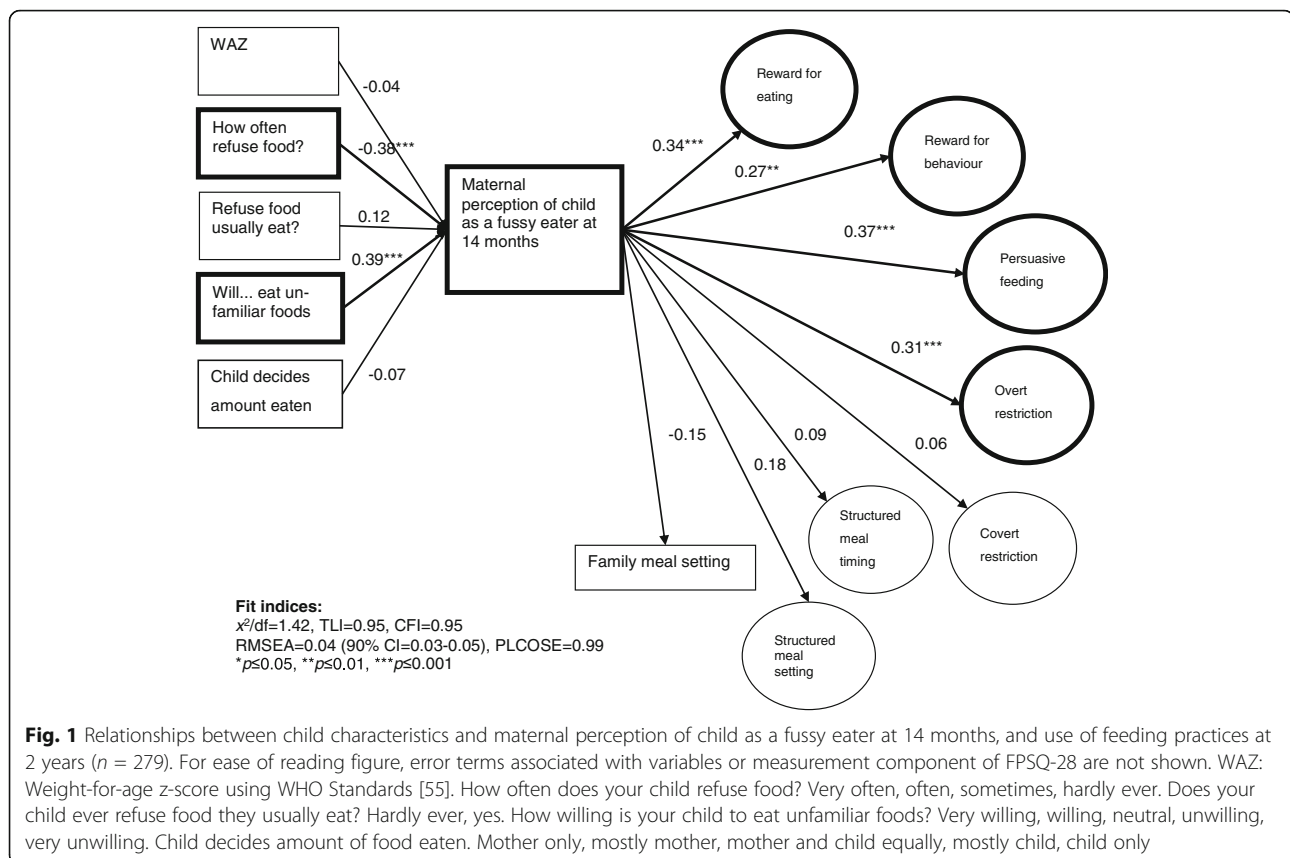 WAZ
-0.04
How often
refuse food?
-0.38***
Refuse food
usually eat?
0.12
0.39***
Will... eat un-
familiar foods
Child decides
amount eaten
-0.07
Maternal
perception of child
as a fussy eater at
14 months
Reward for
eating
0.34***
Reward for
behaviour
0.27**
0.37***
Persuasive
feeding
0.31***
Overt
restriction
-0.15
0.18
0.09
0.06
Structured
meal
timing
Covert
restriction
Family meal setting
Structured
meal
setting
Fit indices:
x²/df=1.42, TLI=0.95, CFI=0.95
RMSEA=0.04 (90% CI=0.03-0.05), PLCOSE=0.99
*p≤0.05, **p≤0.01, ***p≤0.001
Fig. 1 Relationships between child characteristics and maternal perception of child as a fussy eater at 14 months, and use of feeding practices at
2 years (n = 279). For ease of reading figure, error terms associated with variables or measurement component of FPSQ-28 are not shown. WAZ:
Weight-for-age z-score using WHO Standards [55]. How often does your child refuse food? Very often, often, sometimes, hardly ever. Does your
child ever refuse food they usually eat? Hardly ever, yes. How willing is your child to eat unfamiliar foods? Very willing, willing, neutral, unwilling,
very unwilling. Child decides amount of food eaten. Mother only, mostly mother, mother and child equally, mostly child, child only